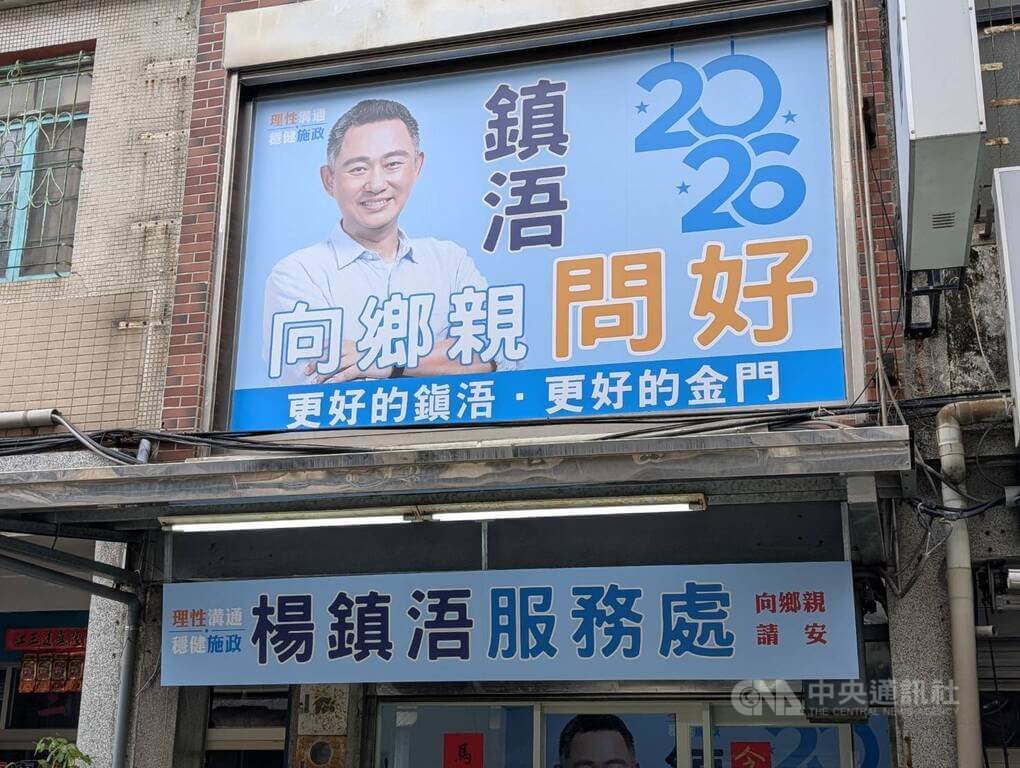 理性溝通
穩健施政
鎮浯
2026
向鄉親問好
更好的鎮浯・更好的金門
理性溝通
穩健施政
楊鎮浯服務處
向鄉親
請安
中央通訊社
THE CENTRAL NEWS AGENCY
馬
20